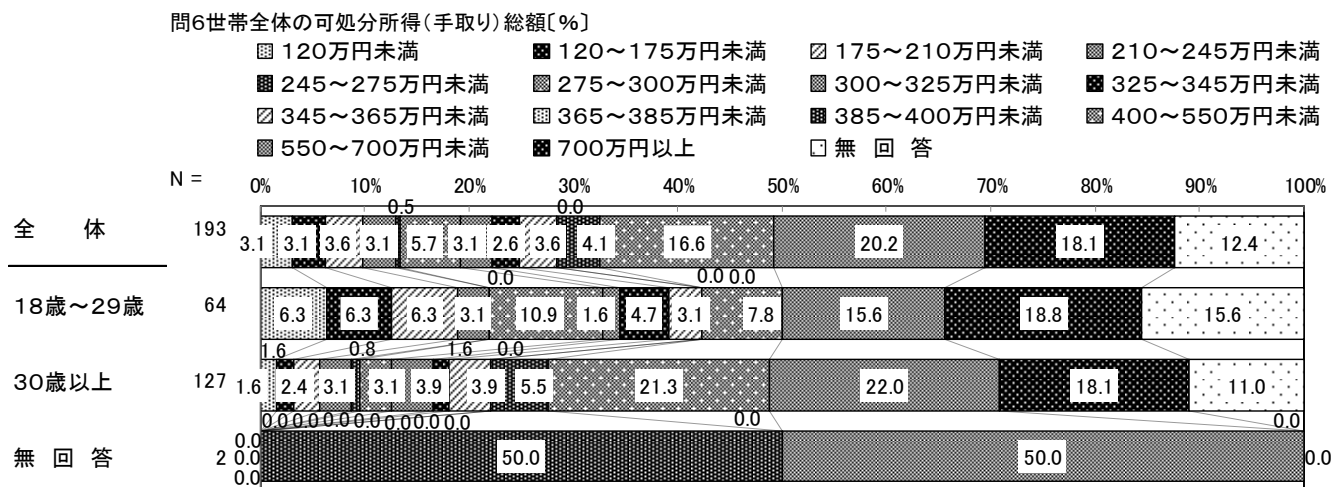 問6世帯全体の可処分所得（手取り）総額〔％〕
120万円未満 120～175万円未満 175～210万円未満 210～245万円未満
245～275万円未満 275～300万円未満 300～325万円未満 325～345万円未満
345～365万円未満 365～385万円未満 385～400万円未満 400～550万円未満
550～700万円未満 700万円以上 無 回 答
N =
0% 10% 20% 30% 40% 50% 60% 70% 80% 90% 100%
0.5 0.0
全 体 193 3.1 3.1 3.6 3.1 5.7 3.1 2.6 3.6 4.1 16.6 20.2 18.1 12.4
0.0 0.0 0.0
18歳～29歳 64 6.3 6.3 6.3 3.1 10.9 1.6 4.7 3.1 7.8 15.6 18.8 15.6
1.6 0.8 1.6 0.0
30歳以上 127 1.6 2.4 3.1 3.1 3.9 3.9 5.5 21.3 22.0 18.1 11.0
0.0 0.0 0.0 0.0 0.0 0.0 0.0 0.0 0.0
0.0
無 回 答 2 0.0 50.0 50.0 0.0
0.0